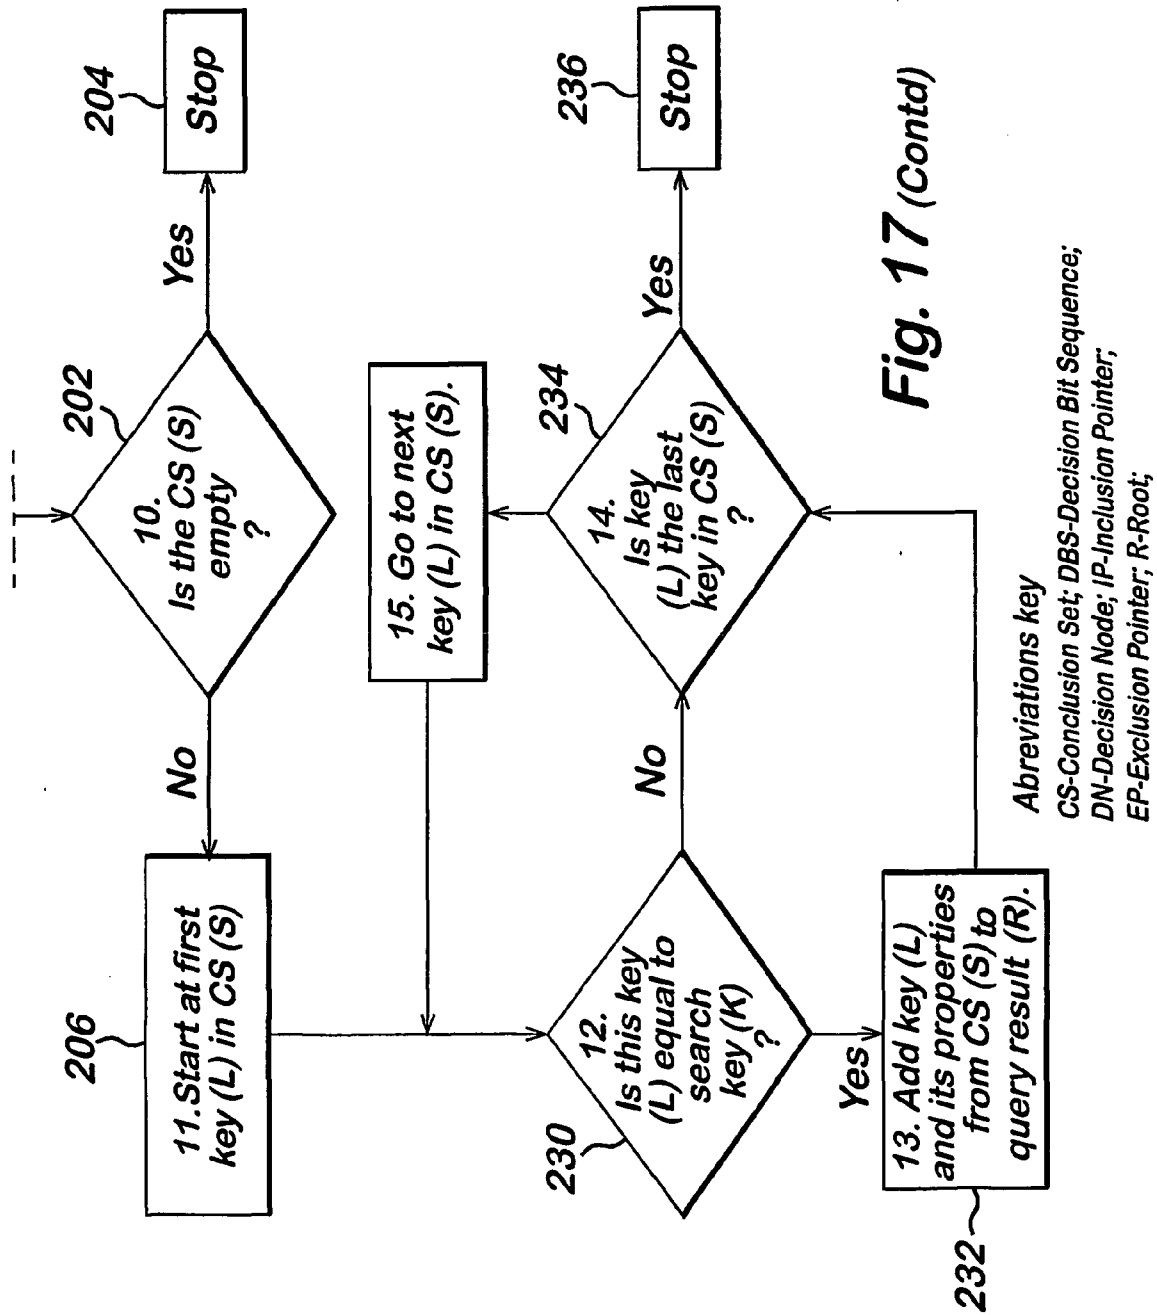 204
Stop
Yes
202
10.
Is the CS (S)
empty
?
No
206
11.Start at first
key (L) in CS (S)
15. Go to next
key (L) in CS (S).
230
12.
Is this key
(L) equal to
search
key (K)
?
Yes
232
13. Add key (L)
and its properties
from CS (S) to
query result (R).
No
234
14.
Is key
(L) the last
key in CS (S)
?
Yes
236
Stop
Fig. 17 (Contd)
Abreviations key
CS-Conclusion Set; DBS-Decision Bit Sequence;
DN-Decision Node; IP-Inclusion Pointer;
EP-Exclusion Pointer; R-Root;